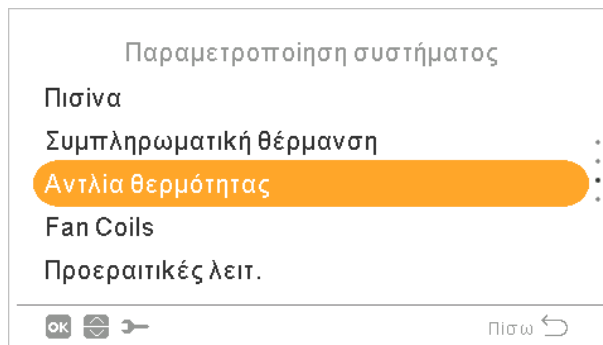 Παραμετροποίηση συστήματος
Πισίνα
Συμπληρωματική θέρμανση
Αντλία θερμότητας
Fan Coils
Προεραιτικές λειτ.
OK
Πίσω